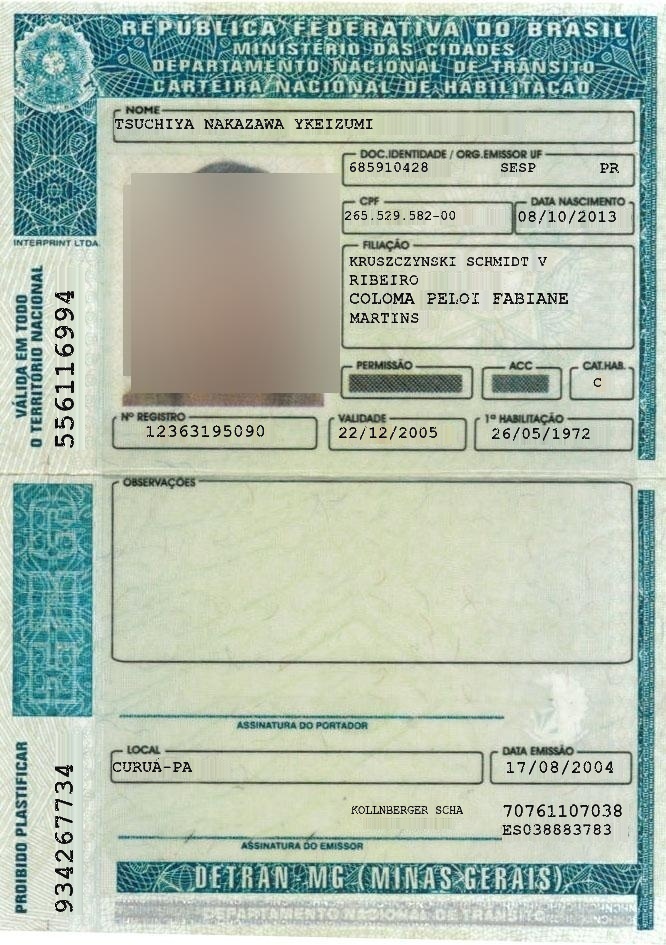 REPÚBLICA FEDERATIVA DO BRASIL
MINISTÉRIO DAS CIDADES
DEPARTAMENTO NACIONAL DE TRÂNSITO
CARTEIRA NACIONAL DE HABILITAÇÃO
NOME
TSUCHIYA NAKAZAWA YKEIZUMI
DOC.IDENTIDADE / ORG.EMISSOR UF
685910428 SESP PR
CPF DATA NASCIMENTO
265.529.582-00 08/10/2013
FILIAÇÃO
KRUSZCZYNSKI SCHMIDT V
RIBEIRO
COLOMA PELOI FABIANE
MARTINS
PERMISSÃO ACC CAT.HAB.
C
Nº REGISTRO VALIDADE 1ª HABILITAÇÃO
12363195090 22/12/2005 26/05/1972
INTERPRINT LTDA.
VÁLIDA EM TODO
O TERRITÓRIO NACIONAL
556116994
OBSERVAÇÕES
ASSINATURA DO PORTADOR
LOCAL DATA EMISSÃO
CURUÁ-PA 17/08/2004
KOLLNBERGER SCHA 70761107038
ES038883783
ASSINATURA DO EMISSOR
PROIBIDO PLASTIFICAR
934267734
DETRAN-MG (MINAS GERAIS)
DEPARTAMENTO NACIONAL DE TRÂNSITO